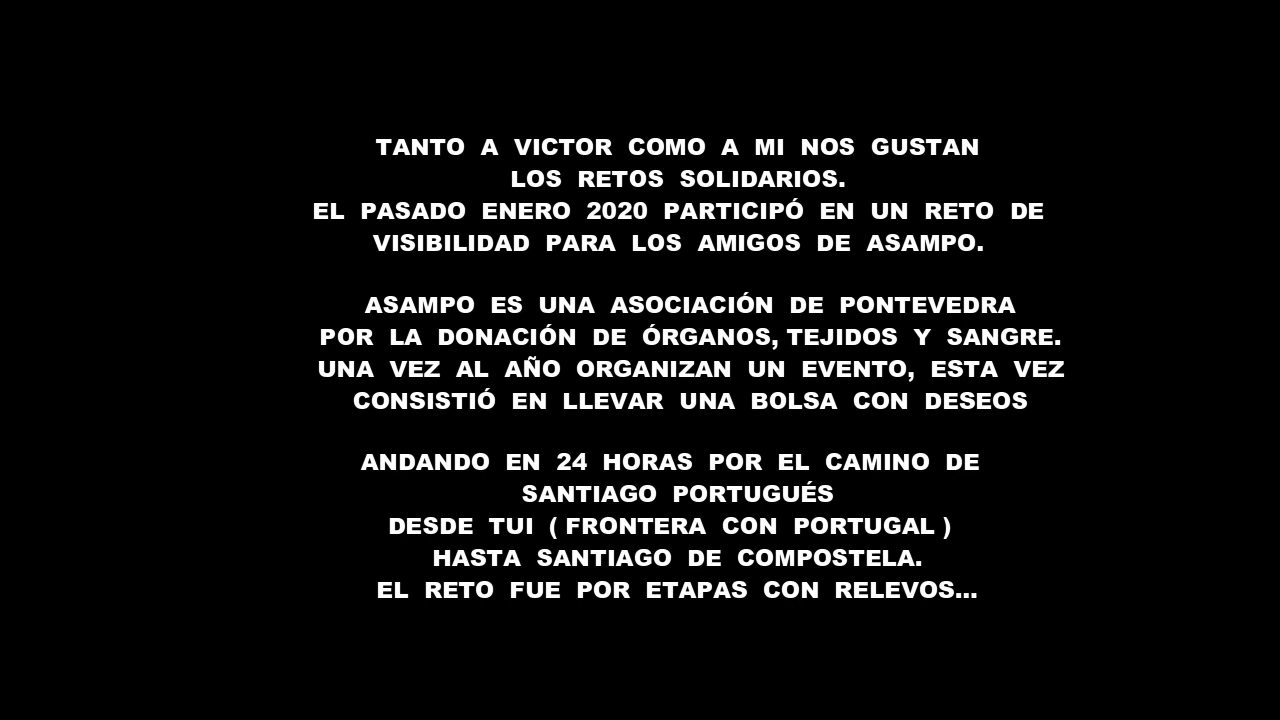 TANTO A VICTOR COMO A MI NOS GUSTAN
LOS RETOS SOLIDARIOS.
EL PASADO ENERO 2020 PARTICIPÓ EN UN RETO DE
VISIBILIDAD PARA LOS AMIGOS DE ASAMPO.
ASAMPO ES UNA ASOCIACIÓN DE PONTEVEDRA
POR LA DONACIÓN DE ÓRGANOS, TEJIDOS Y SANGRE.
UNA VEZ AL AÑO ORGANIZAN UN EVENTO, ESTA VEZ
CONSISTIÓ EN LLEVAR UNA BOLSA CON DESEOS
ANDANDO EN 24 HORAS POR EL CAMINO DE
SANTIAGO PORTUGUÉS
DESDE TUI ( FRONTERA CON PORTUGAL )
HASTA SANTIAGO DE COMPOSTELA.
EL RETO FUE POR ETAPAS CON RELEVOS...